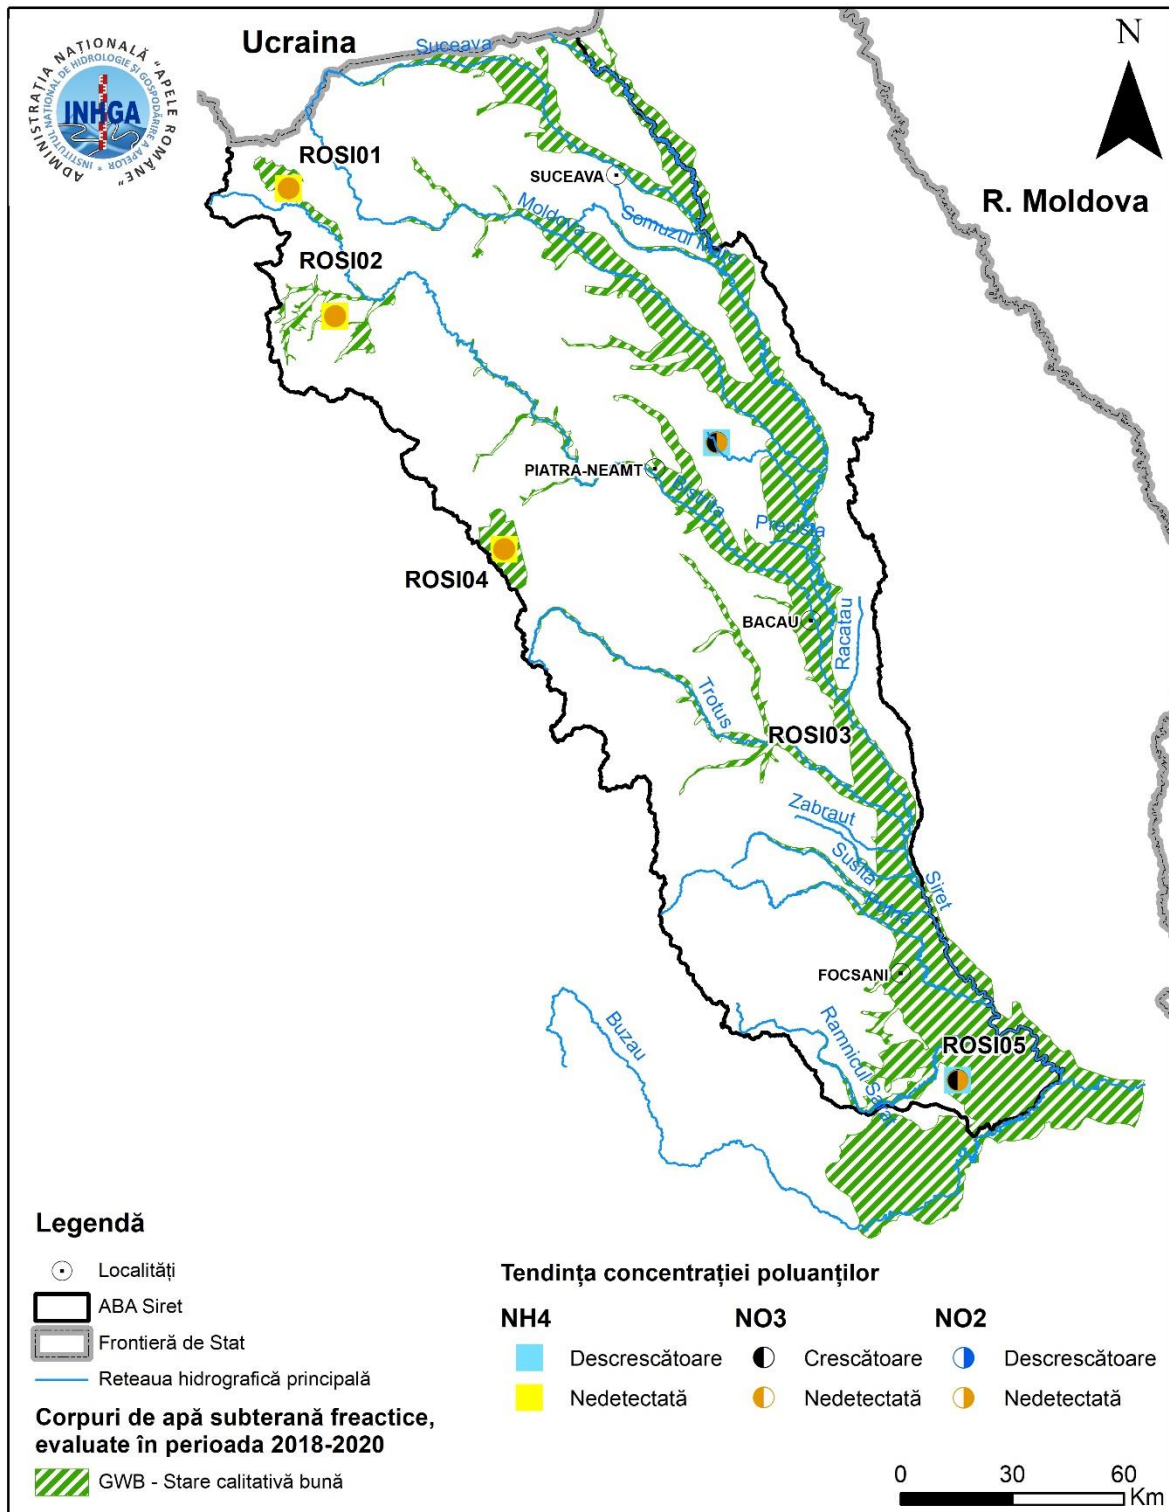 ADMINISTRAȚIA NAȚIONALĂ "APELE ROMÂNE"
INSTITUTUL NAȚIONAL DE HIDROLOGIE ȘI GOSPODĂRIRE A APELOR
INHGA
Ucraina
Suceava
N
ROSI01
SUCEAVA
R. Moldova
Moldova
Somuzul Mare
ROSI02
PIATRA-NEAMT
Bistrita
Precista
ROSI04
BACAU
Racatau
Trotus
ROSI03
Zabraut
Susita
Siret
Putna
FOCSANI
Buzau
Ramnicul Sarat
ROSI05
Legendă
Localități
ABA Siret
Frontieră de Stat
Reteaua hidrografică principală
Corpuri de apă subterană freactice,
evaluate în perioada 2018-2020
GWB - Stare calitativă bună
Tendința concentrației poluanților
NH4 NO3 NO2
Descrescătoare Crescătoare Descrescătoare
Nedetectată Nedetectată Nedetectată
0 30 60
Km